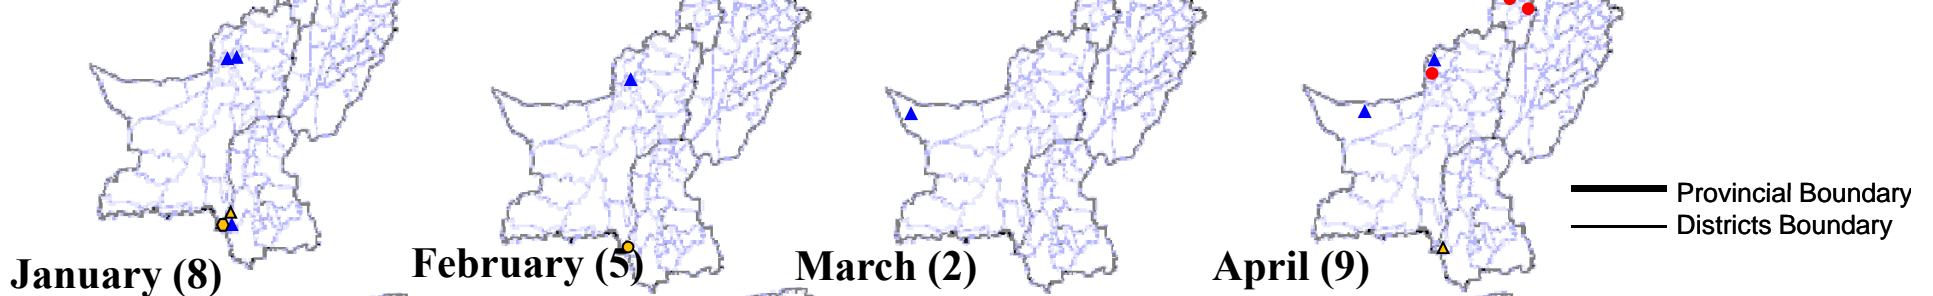 January (8)
February (5)
March (2)
April (9)
Provincial Boundary
Districts Boundary